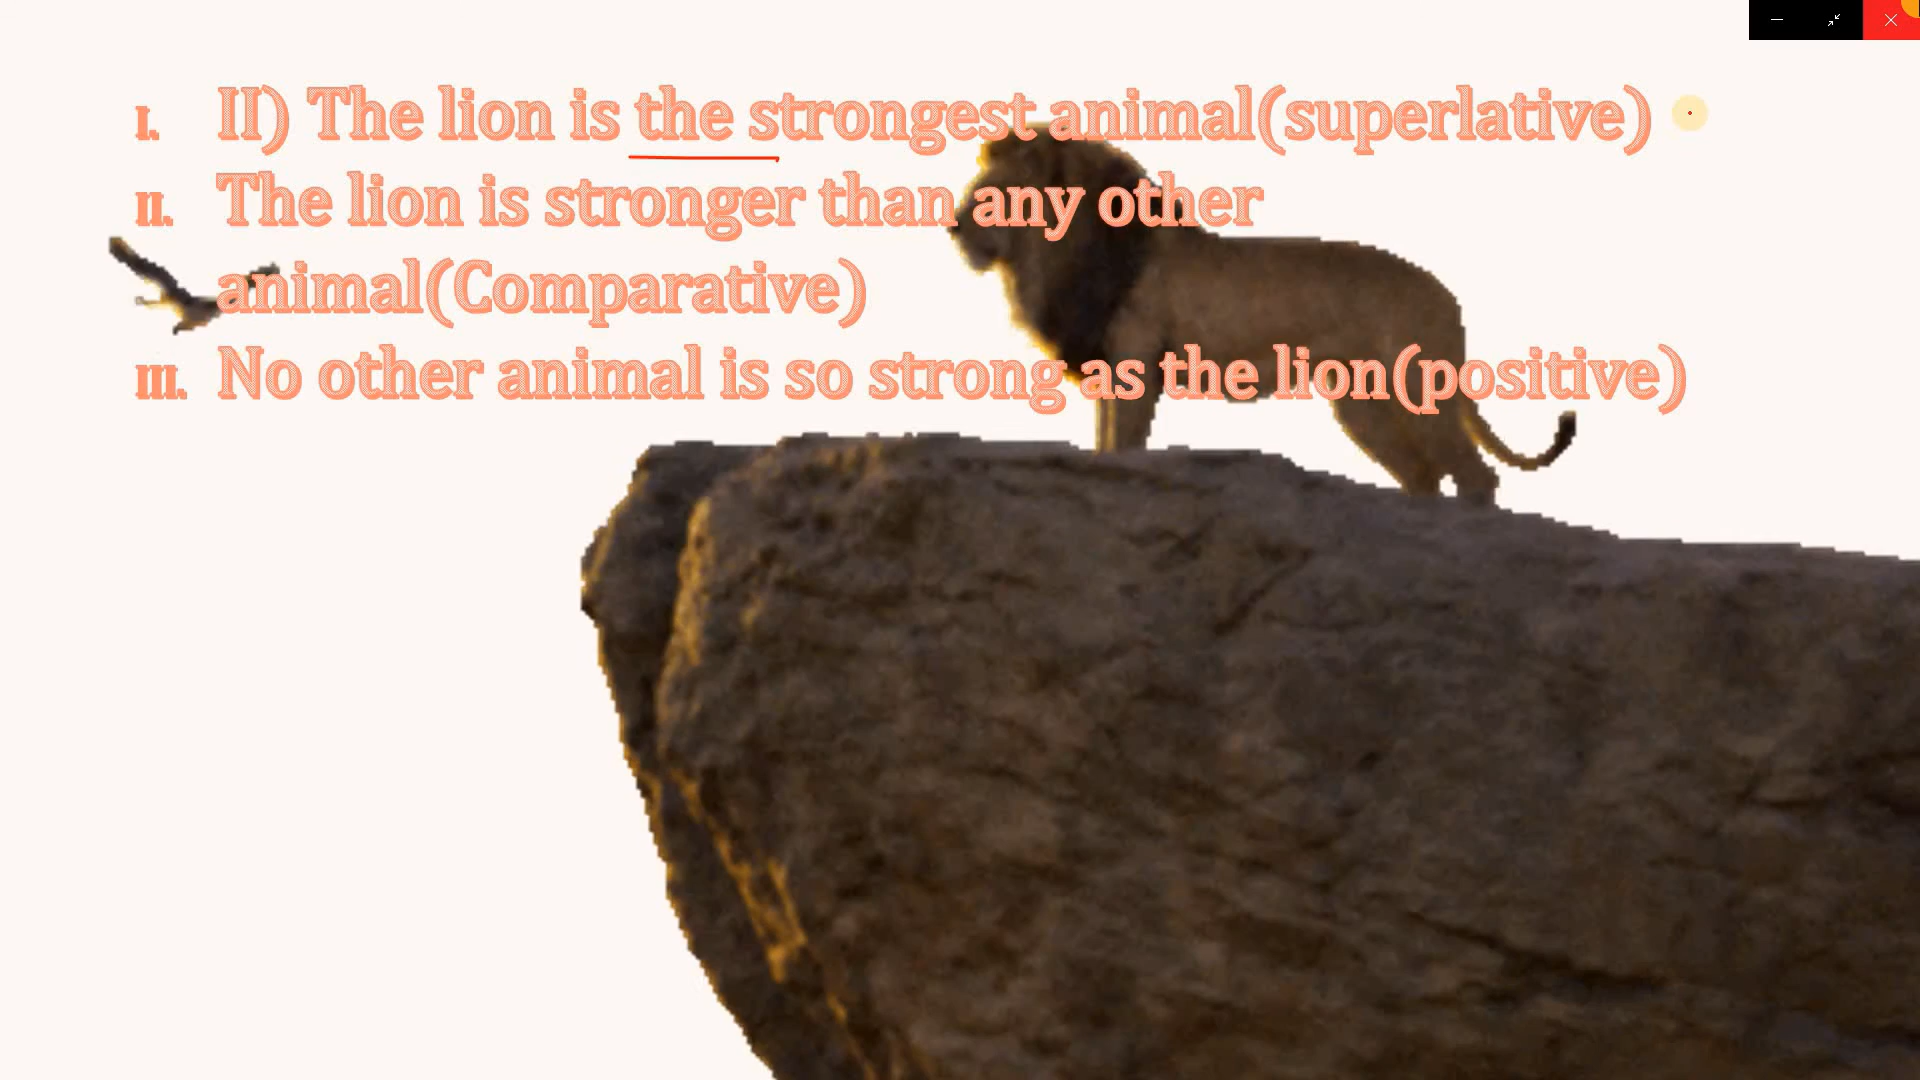 I. II) The lion is the strongest animal(superlative)
II. The lion is stronger than any other
animal(Comparative)
III. No other animal is so strong as the lion(positive)